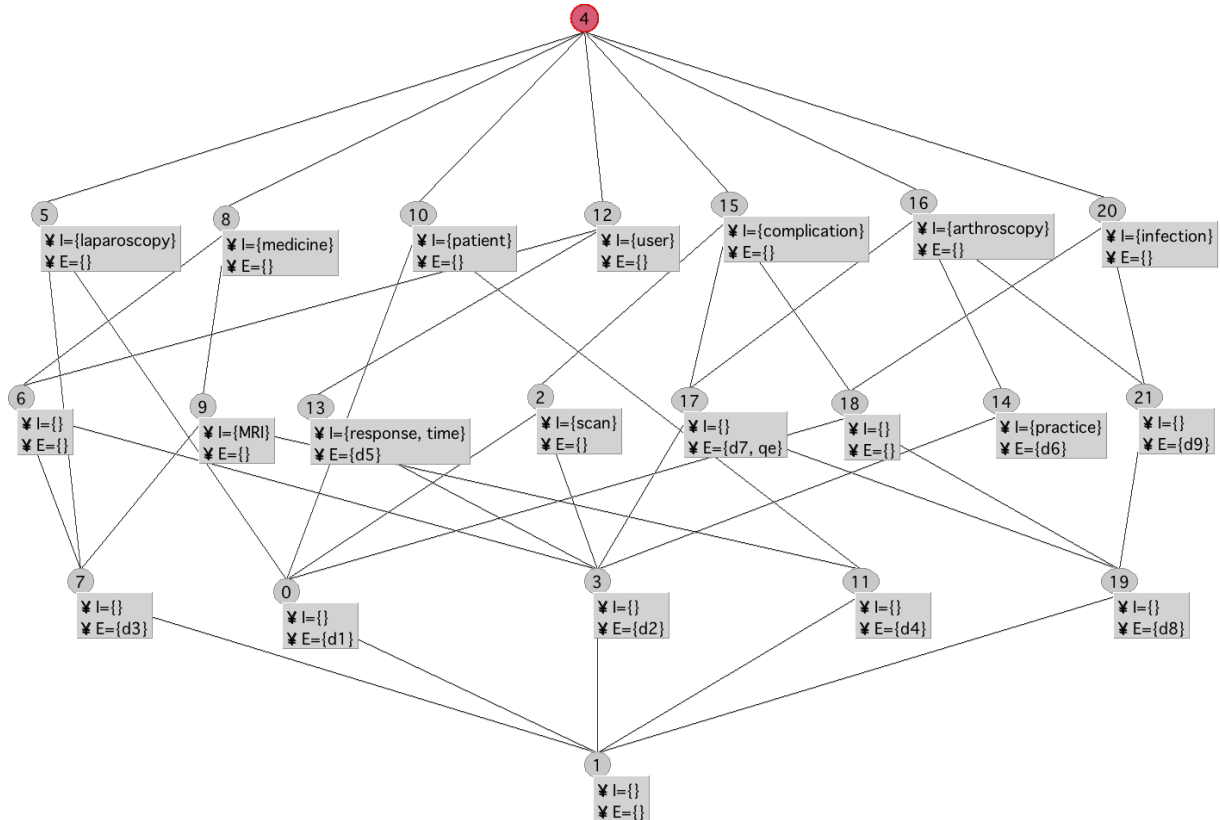 4
5
¥ I={laparoscopy}
¥ E={}
8
¥ I={medicine}
¥ E={}
10
¥ I={patient}
¥ E={}
12
¥ I={user}
¥ E={}
15
¥ I={complication}
¥ E={}
16
¥ I={arthroscopy}
¥ E={}
20
¥ I={infection}
¥ E={}
6
¥ I={}
¥ E={}
9
¥ I={MRI}
¥ E={}
13
¥ I={response, time}
¥ E={d5}
2
¥ I={scan}
¥ E={}
17
¥ I={}
¥ E={d7, qe}
18
¥ I={}
¥ E={}
14
¥ I={practice}
¥ E={d6}
21
¥ I={}
¥ E={d9}
7
¥ I={}
¥ E={d3}
0
¥ I={}
¥ E={d1}
3
¥ I={}
¥ E={d2}
11
¥ I={}
¥ E={d4}
19
¥ I={}
¥ E={d8}
1
¥ I={}
¥ E={}